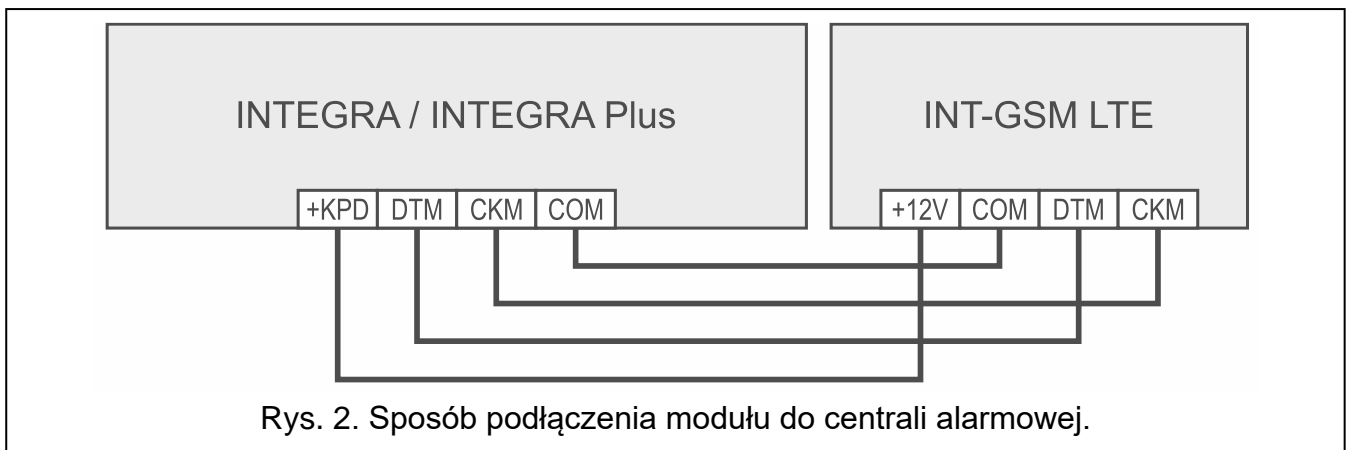 INTEGRA / INTEGRA Plus
INT-GSM LTE
+KPD DTM CKM COM
+12V COM DTM CKM
Rys. 2. Sposób podłączenia modułu do centrali alarmowej.